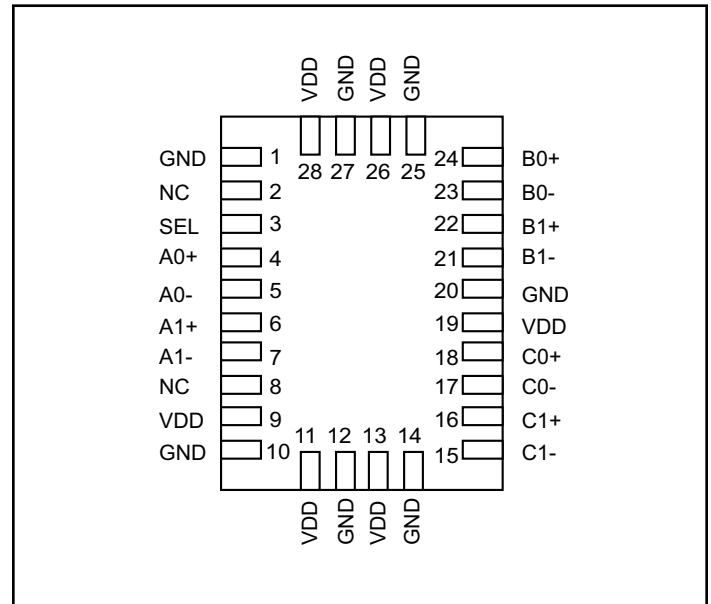 VDD GND VDD GND
28 27 26 25
GND 1 24 B0+
NC 2 23 B0-
SEL 3 22 B1+
A0+ 4 21 B1-
A0- 5 20 GND
A1+ 6 19 VDD
A1- 7 18 C0+
NC 8 17 C0-
VDD 9 16 C1+
GND 10 15 C1-
11 12 13 14
VDD GND VDD GND